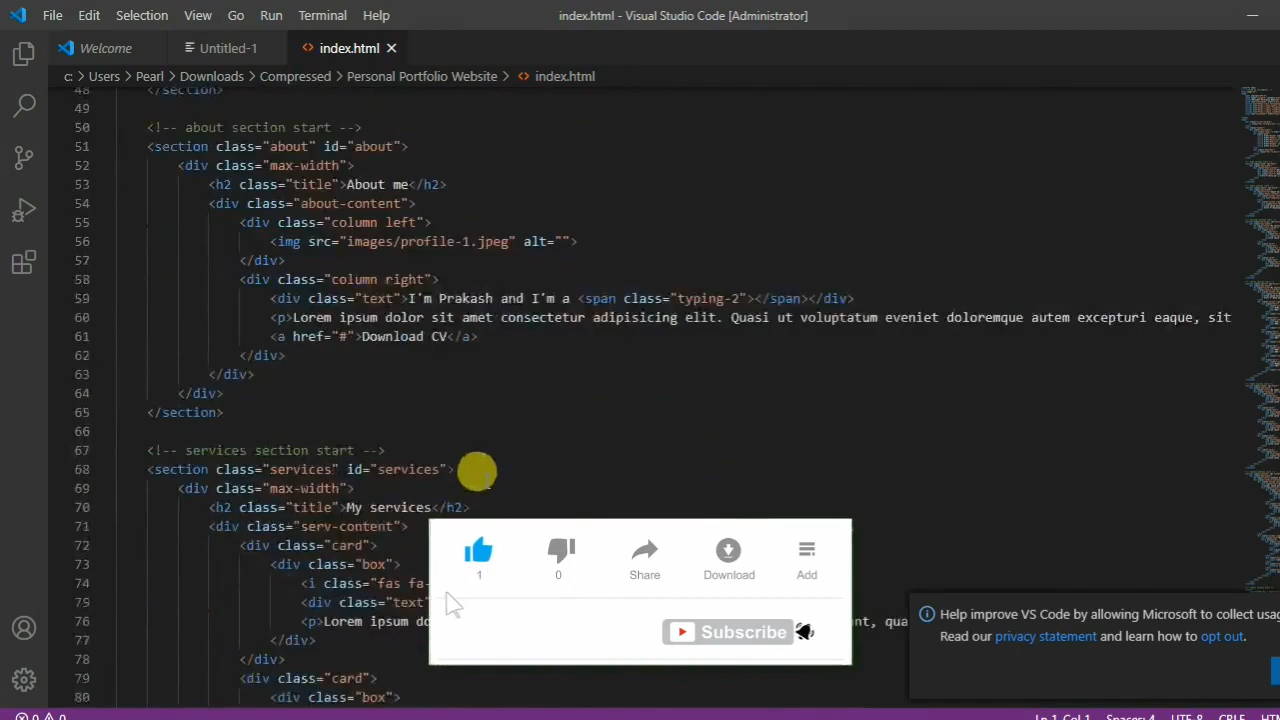 File Edit Selection View Go Run Terminal Help index.html - Visual Studio Code [Administrator]
Welcome Untitled-1 index.html
c: > Users > Pearl > Downloads > Compressed > Personal Portfolio Website > index.html
48 </section>
49
50 <!-- about section start -->
51 <section class="about" id="about">
52 <div class="max-width">
53 <h2 class="title">About me</h2>
54 <div class="about-content">
55 <div class="column left">
56 <img src="images/profile-1.jpeg" alt="">
57 </div>
58 <div class="column right">
59 <div class="text">I'm Prakash and I'm a <span class="typing-2"></span></div>
60 <p>Lorem ipsum dolor sit amet consectetur adipisicing elit. Quasi ut voluptatum eveniet doloremque autem excepturi eaque, sit
61 <a href="#">Download CV</a>
62 </div>
63 </div>
64 </div>
65 </section>
66
67 <!-- services section start -->
68 <section class="services" id="services">
69 <div class="max-width">
70 <h2 class="title">My services</h2>
71 <div class="serv-content">
72 <div class="card">
73 <div class="box">
74 <i class="fas fa-
79 <div class="text"
76 <p>Lorem ipsum do
77 </div>
78 </div>
79 <div class="card">
80 <div class="box">
1 0 Share Download Add
Subscribe
Help improve VS Code by allowing Microsoft to collect usag
Read our privacy statement and learn how to opt out.